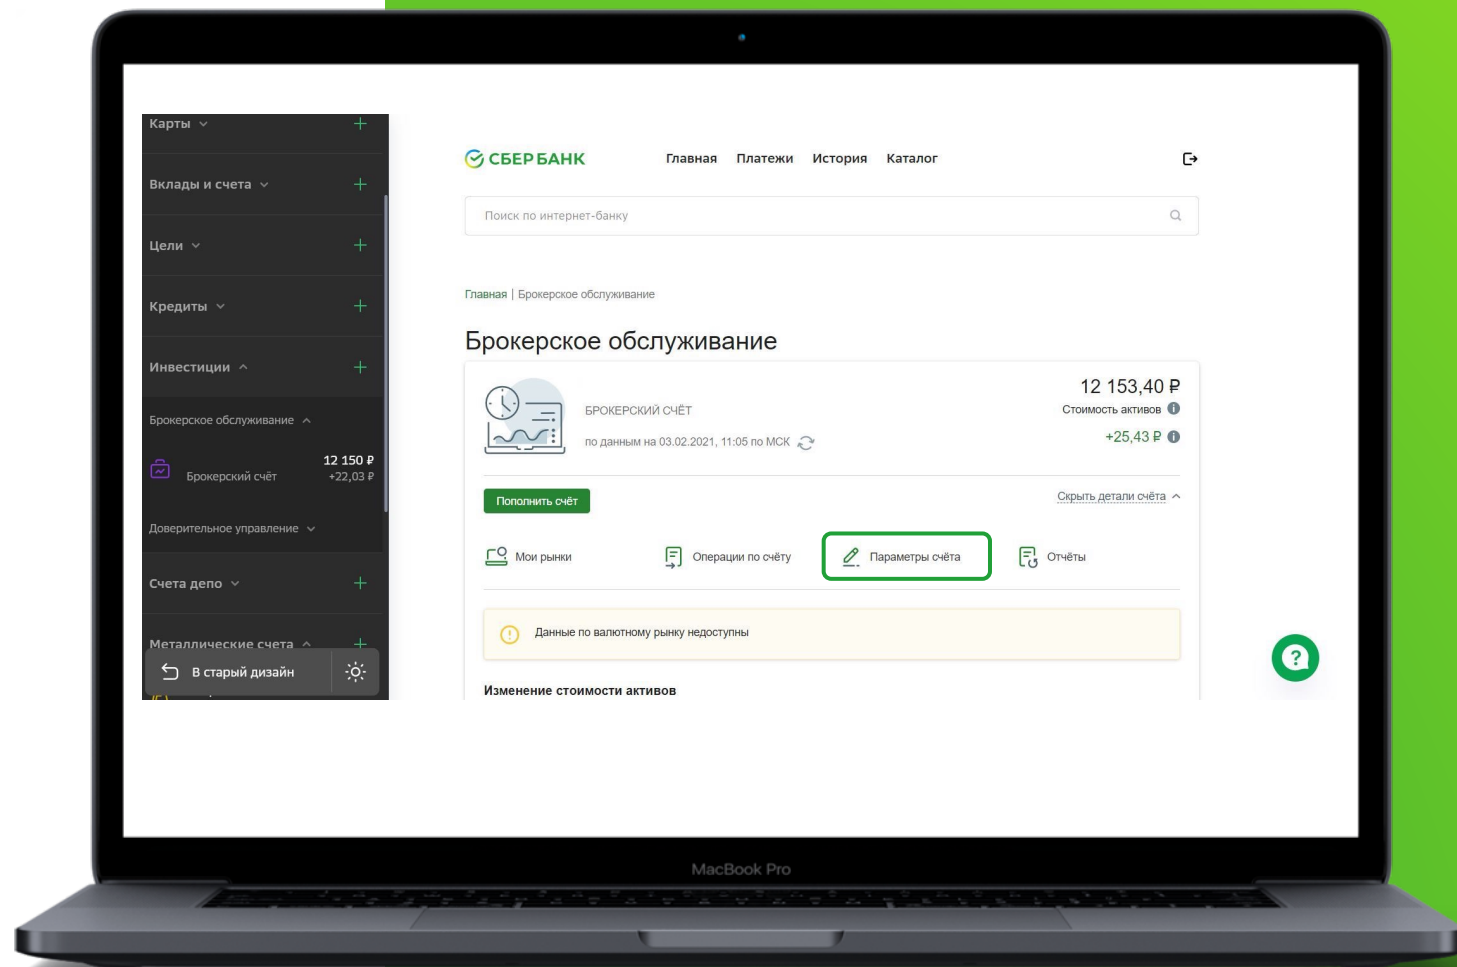 Карты
Вклады и счета
Цели
Кредиты
Инвестиции
Брокерское обслуживание
12 150 ₽
Брокерский счёт
+22,03 ₽
Доверительное управление
Счета депо
Металлические счета
В старый дизайн
СБЕР БАНК
Главная Платежи История Каталог
Поиск по интернет-банку
Главная | Брокерское обслуживание
Брокерское обслуживание
12 153,40 ₽
БРОКЕРСКИЙ СЧЁТ
Стоимость активов
по данным на 03.02.2021, 11:05 по МСК
+25,43 ₽
Пополнить счёт
Скрыть детали счёта
Мои рынки
Операции по счёту
Параметры счёта
Отчёты
Данные по валютному рынку недоступны
Изменение стоимости активов
MacBook Pro